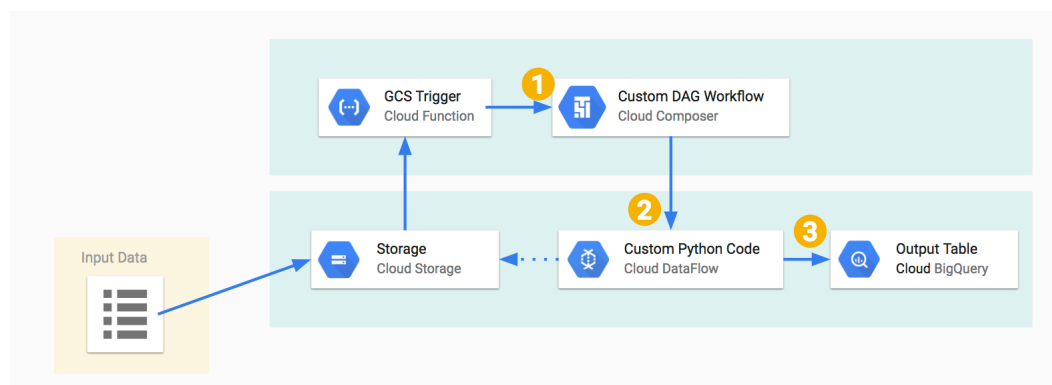 1
GCS Trigger
Cloud Function
Custom DAG Workflow
Cloud Composer
2
3
Input Data
Storage
Cloud Storage
Custom Python Code
Cloud DataFlow
Output Table
Cloud BigQuery